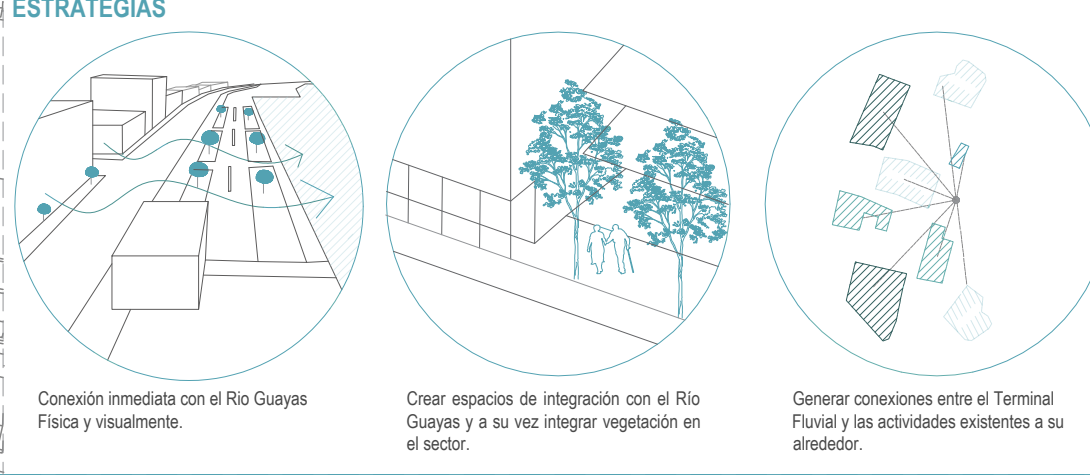 ESTRATEGIAS
Conexión inmediata con el Rio Guayas
Física y visualmente.
Crear espacios de integración con el Río
Guayas y a su vez integrar vegetación en
el sector.
Generar conexiones entre el Terminal
Fluvial y las actividades existentes a su
alrededor.